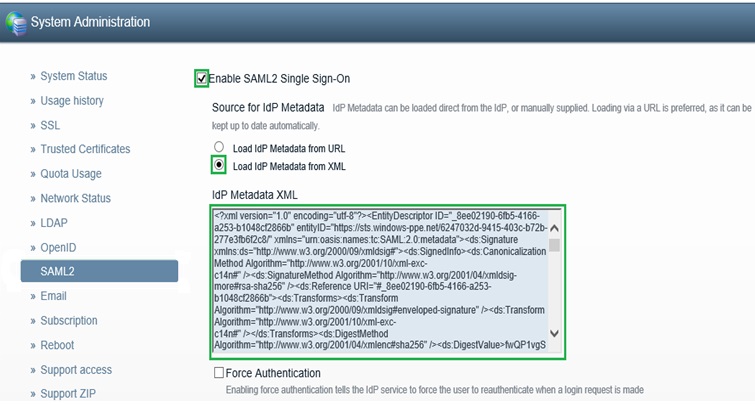 System Administration
» System Status
» Usage history
» SSL
» Trusted Certificates
» Quota Usage
» Network Status
» LDAP
» OpenID
SAML2
» Email
» Subscription
» Reboot
» Support access
» Support ZIP
Enable SAML2 Single Sign-On
Source for IdP Metadata IdP Metadata can be loaded direct from the IdP, or manually supplied. Loading via a URL is preferred, as it can be
kept up to date automatically.
Load IdP Metadata from URL
Load IdP Metadata from XML
IdP Metadata XML
<?xml version="1.0" encoding="utf-8"?><EntityDescriptor ID="_8ee02190-6fb5-4166-
a253-b1048cf2866b" entityID="https://sts.windows-ppe.net/6247032d-9415-403c-b72b-
277e3fb6f2c8/" xmlns="urn:oasis:names:tc:SAML:2.0:metadata"><ds:Signature
xmlns:ds="http://www.w3.org/2000/09/xmldsig#"><ds:SignedInfo><ds:Canonicalization
Method Algorithm="http://www.w3.org/2001/10/xml-exc-
c14n#" /><ds:SignatureMethod Algorithm="http://www.w3.org/2001/04/xmldsig-
more#rsa-sha256" /><ds:Reference URI="#_8ee02190-6fb5-4166-a253-
b1048cf2866b"><ds:Transforms><ds:Transform
Algorithm="http://www.w3.org/2000/09/xmldsig#enveloped-signature" /><ds:Transform
Algorithm="http://www.w3.org/2001/10/xml-exc-
c14n#" /></ds:Transforms><ds:DigestMethod
Algorithm="http://www.w3.org/2001/04/xmlenc#sha256" /><ds:DigestValue>fwQP1vgS
Force Authentication
Enabling force authentication tells the IdP service to force the user to reauthenticate when a login request is made